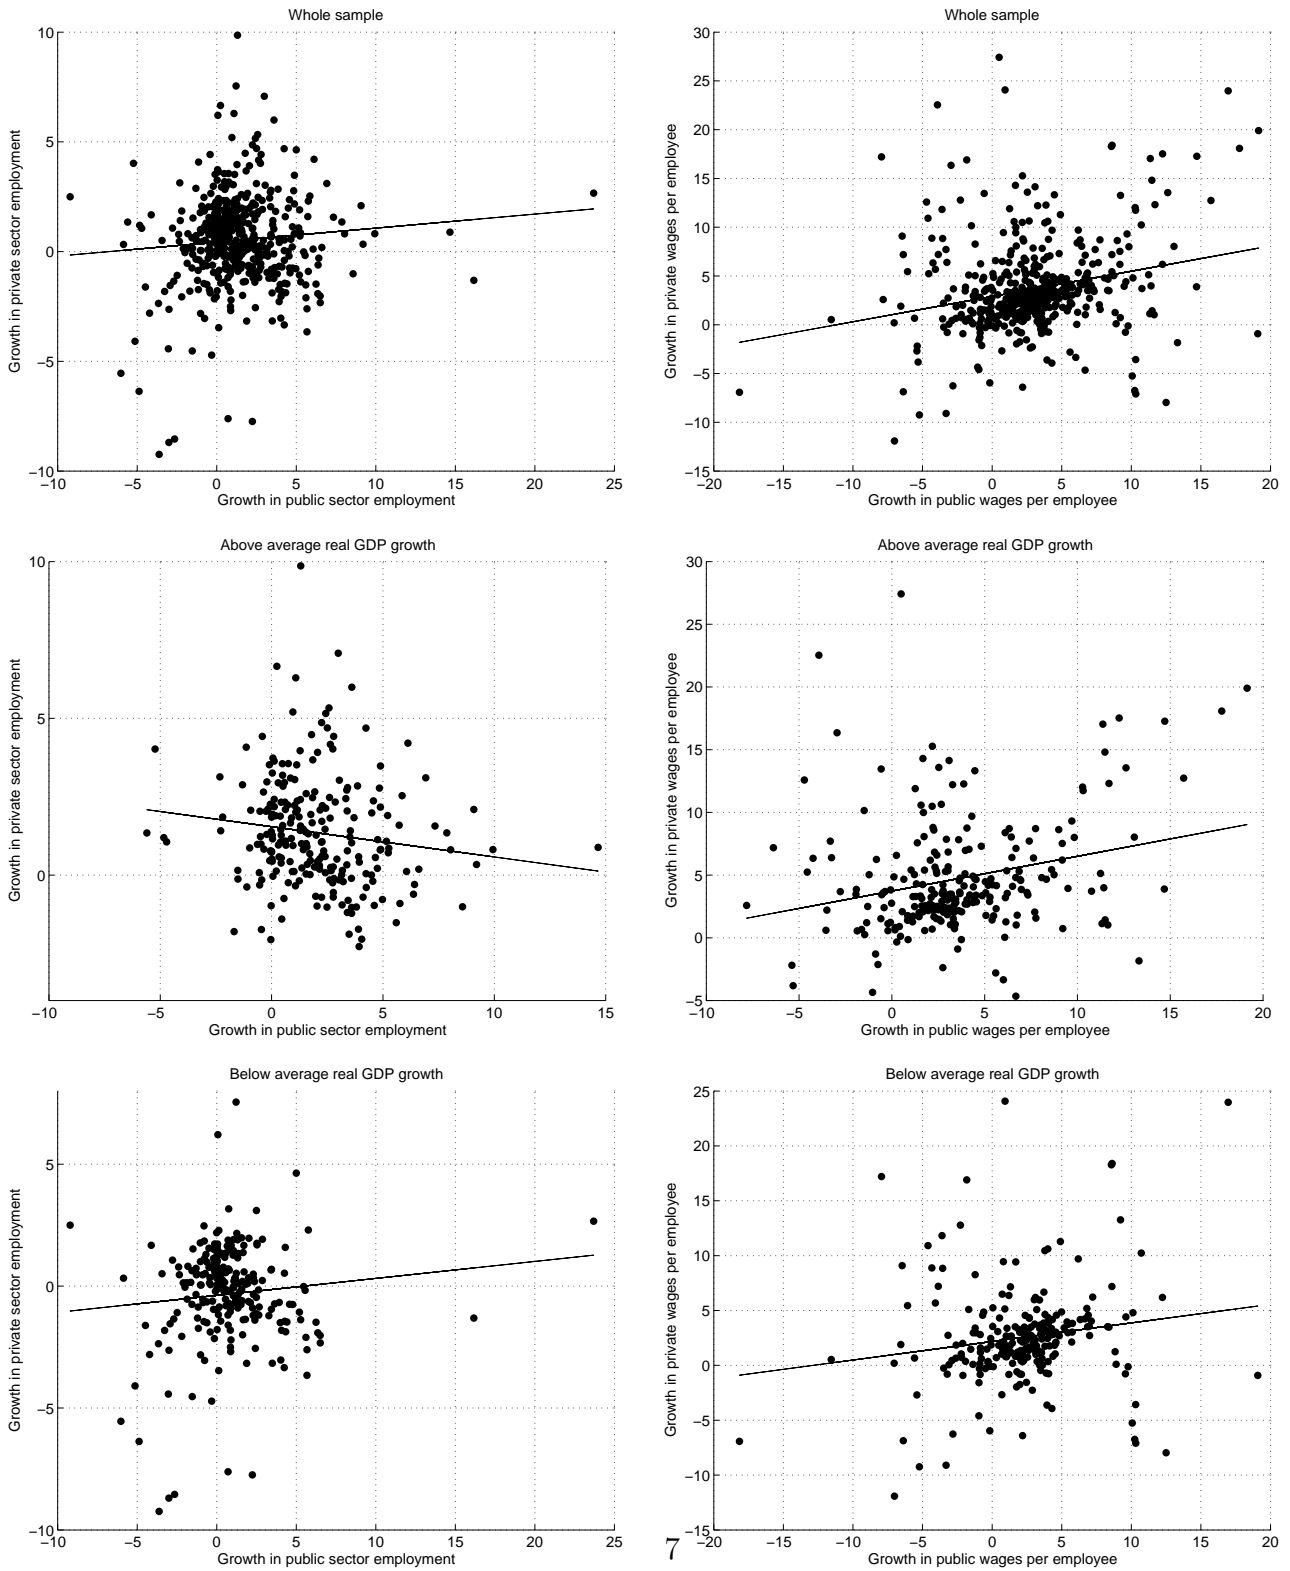 Whole sample
10
5
0
−5
−10
−10 −5 0 5 10 15 20 25
Growth in public sector employment
Growth in private sector employment
Whole sample
30
25
20
15
10
5
0
−5
−10
−15
−20 −15 −10 −5 0 5 10 15 20
Growth in public wages per employee
Growth in private wages per employee
Above average real GDP growth
10
5
0
−10 −5 0 5 10 15
Growth in public sector employment
Growth in private sector employment
Above average real GDP growth
30
25
20
15
10
5
0
−5
−10 −5 0 5 10 15 20
Growth in public wages per employee
Growth in private wages per employee
Below average real GDP growth
5
0
−5
−10
−10 −5 0 5 10 15 20 25
Growth in public sector employment
Growth in private sector employment
Below average real GDP growth
25
20
15
10
5
0
−5
−10
−15
−20 −15 −10 −5 0 5 10 15 20
Growth in public wages per employee
Growth in private wages per employee
7